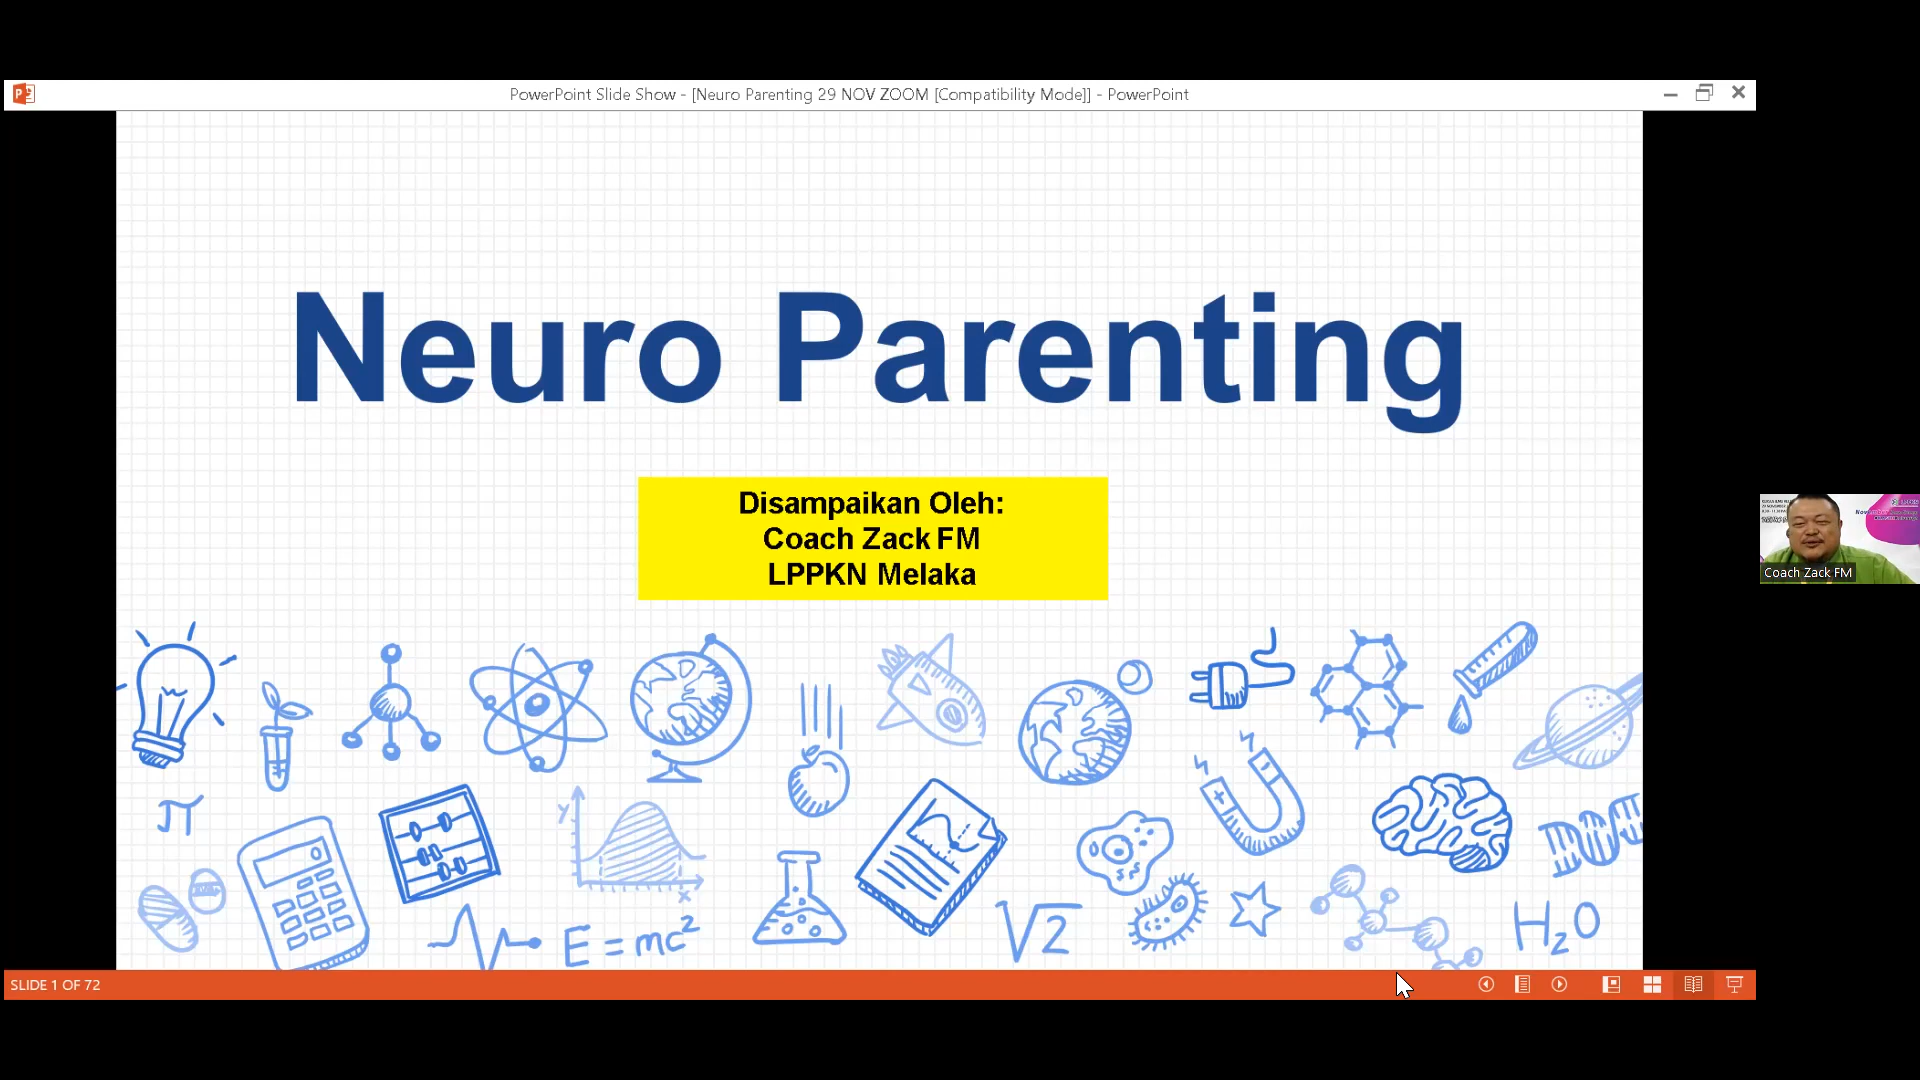 PowerPoint Slide Show - [Neuro Parenting 29 NOV ZOOM [Compatibility Mode]] - PowerPoint
Neuro Parenting
Disampaikan Oleh:
Coach Zack FM
LPPKN Melaka
Coach Zack FM
π
y
x
E = mc²
√2
H₂O
SLIDE 1 OF 72